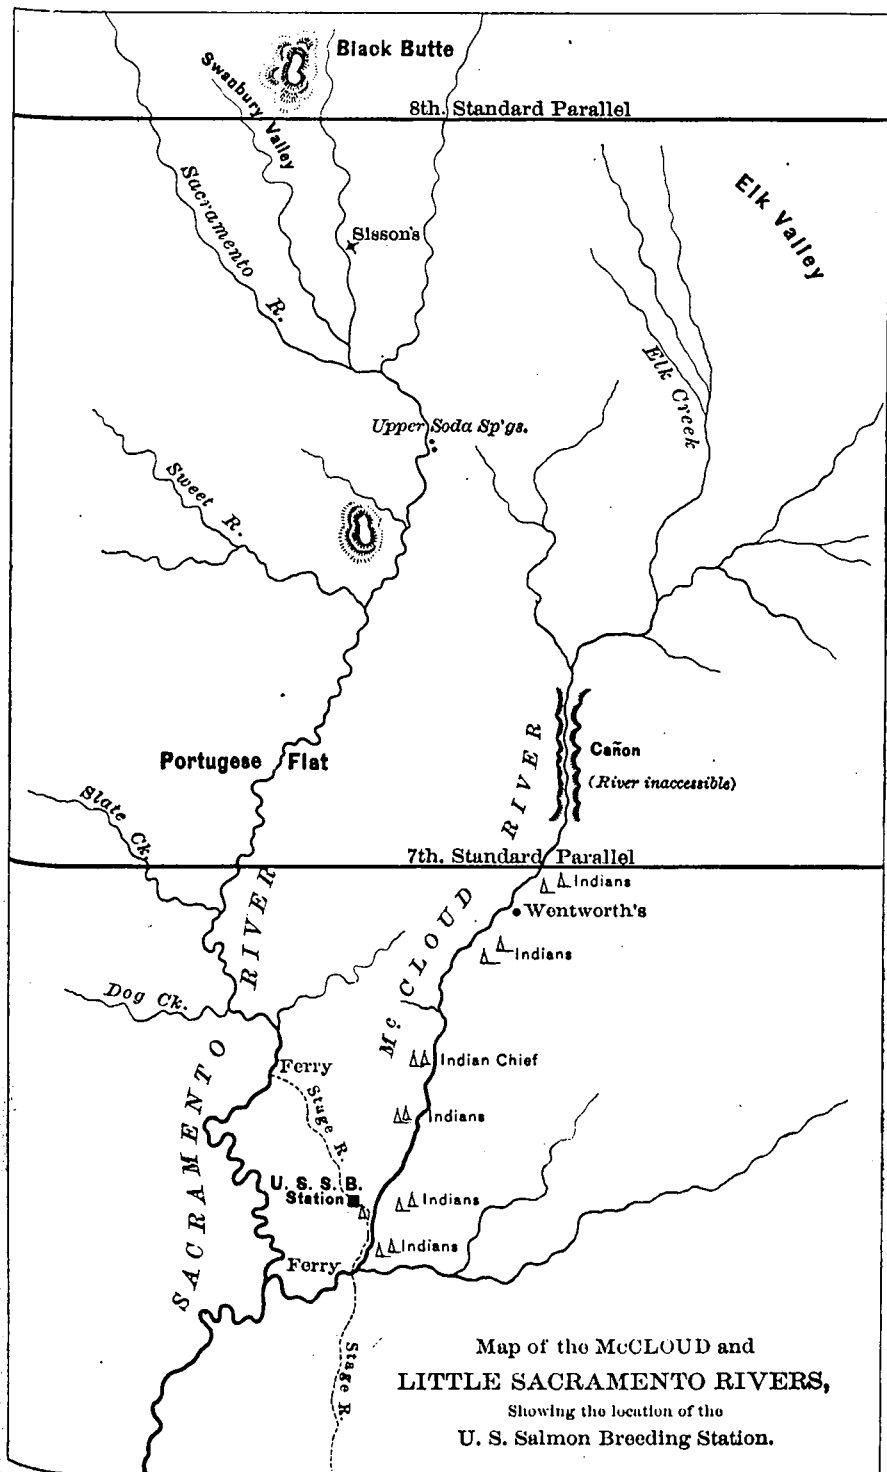 Black Butte
Swanbury Valley
8th. Standard Parallel
Elk Valley
Sacramento R.
Sisson's
Elk Creek
Upper Soda Sp'gs.
Sweet R.
Portugese Flat
Cañon
(River inaccessible)
Slate Ck.
7th. Standard Parallel
Indians
Wentworth's
Indians
Dog Ck.
SACRAMENTO RIVER
McCLOUD RIVER
Indian Chief
Ferry
Stage R.
Indians
U. S. S. B.
Station
Indians
Indians
Ferry
Stage R.
Map of the McCLOUD and
LITTLE SACRAMENTO RIVERS,
Showing the location of the
U. S. Salmon Breeding Station.